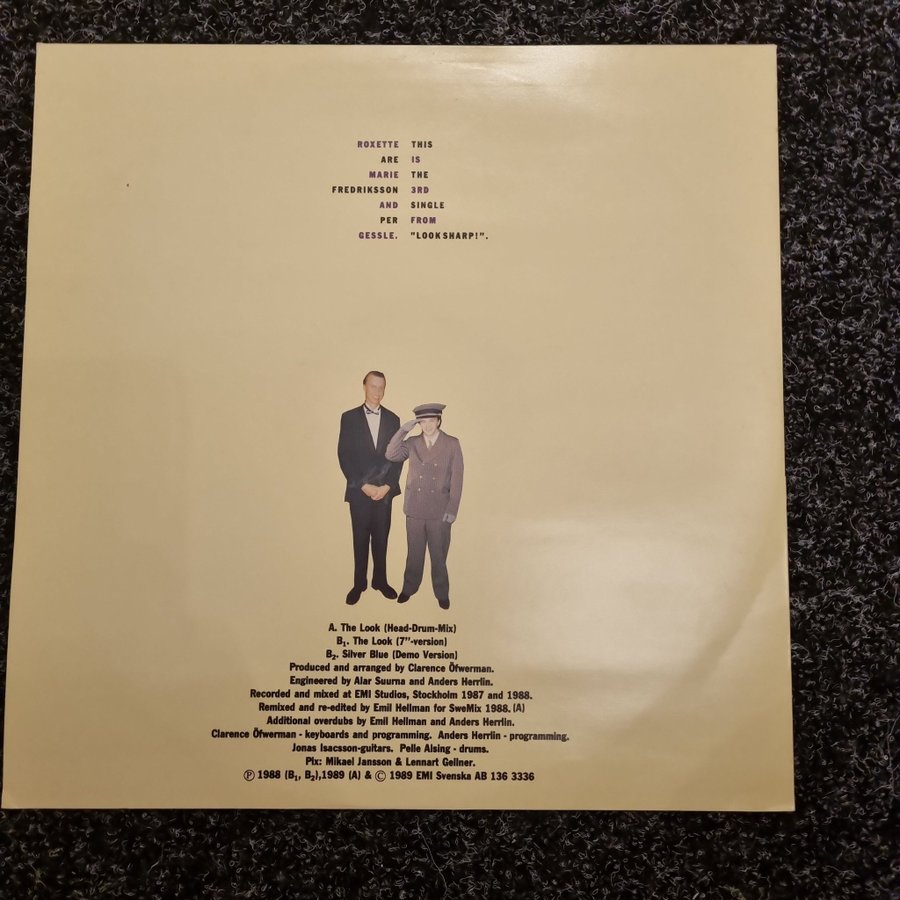 ROXETTE THIS
ARE IS
MARIE THE
FREDRIKSSON 3RD
AND SINGLE
PER FROM
GESSLE. "LOOK SHARP!".
A. The Look (Head-Drum-Mix)
B₁. The Look (7"-version)
B₂. Silver Blue (Demo Version)
Produced and arranged by Clarence Öfwerman.
Engineered by Alar Suurna and Anders Herrlin.
Recorded and mixed at EMI Studios, Stockholm 1987 and 1988.
Remixed and re-edited by Emil Hellman for SweMix 1988. (A)
Additional overdubs by Emil Hellman and Anders Herrlin.
Clarence Öfwerman - keyboards and programming. Anders Herrlin - programming.
Jonas Isacsson-guitars. Pelle Alsing - drums.
Pix: Mikael Jansson & Lennart Gellner.
Ⓟ 1988 (B₁, B₂),1989 (A) & © 1989 EMI Svenska AB 136 3336